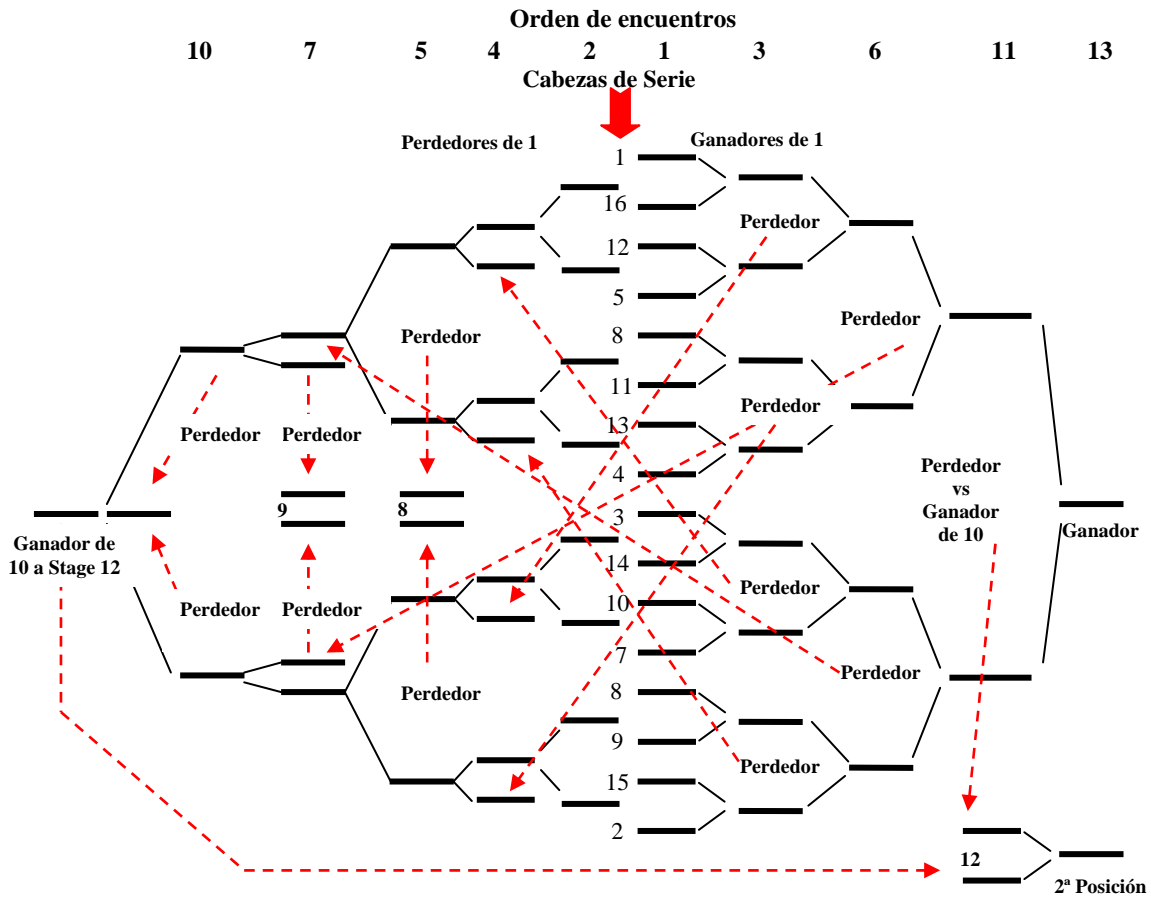 Orden de encuentros
10 7 5 4 2 1 3 6 11 13
Cabezas de Serie
Perdedores de 1
Ganadores de 1
1
16
Perdedor
12
5
Perdedor
Perdedor
8
11
Perdedor
13
Perdedor
Perdedor
4
Perdedor
vs
Ganador
de 10
9
8
3
Ganador
Ganador de
10 a Stage 12
14
Perdedor
10
Perdedor
Perdedor
7
Perdedor
Perdedor
8
9
Perdedor
15
2
12
2ª Posición